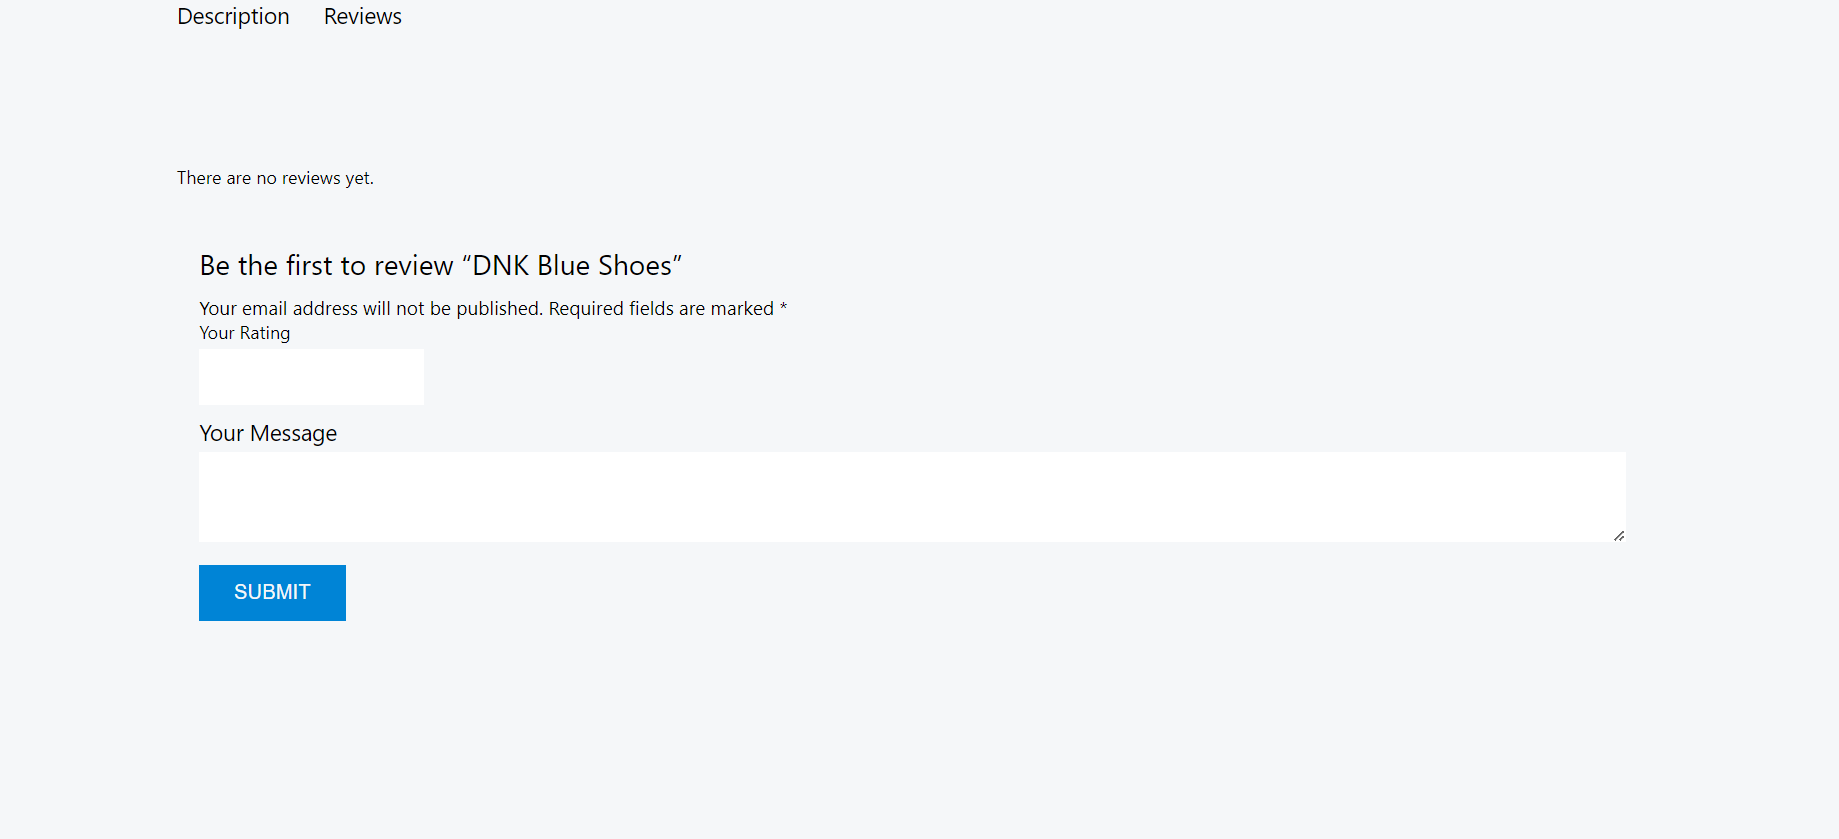 Description Reviews
There are no reviews yet.
Be the first to review “DNK Blue Shoes”
Your email address will not be published. Required fields are marked *
Your Rating
Your Message
SUBMIT